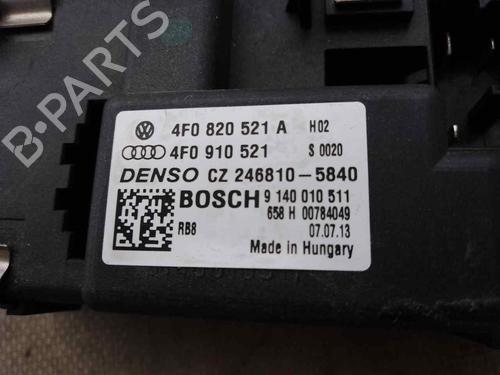 4F0 820 521 A H02
4F0 910 521 S 0020
DENSO CZ 246810-5840
BOSCH 9 140 010 511
658 H 00784049
RB8 07.07.13
Made in Hungary